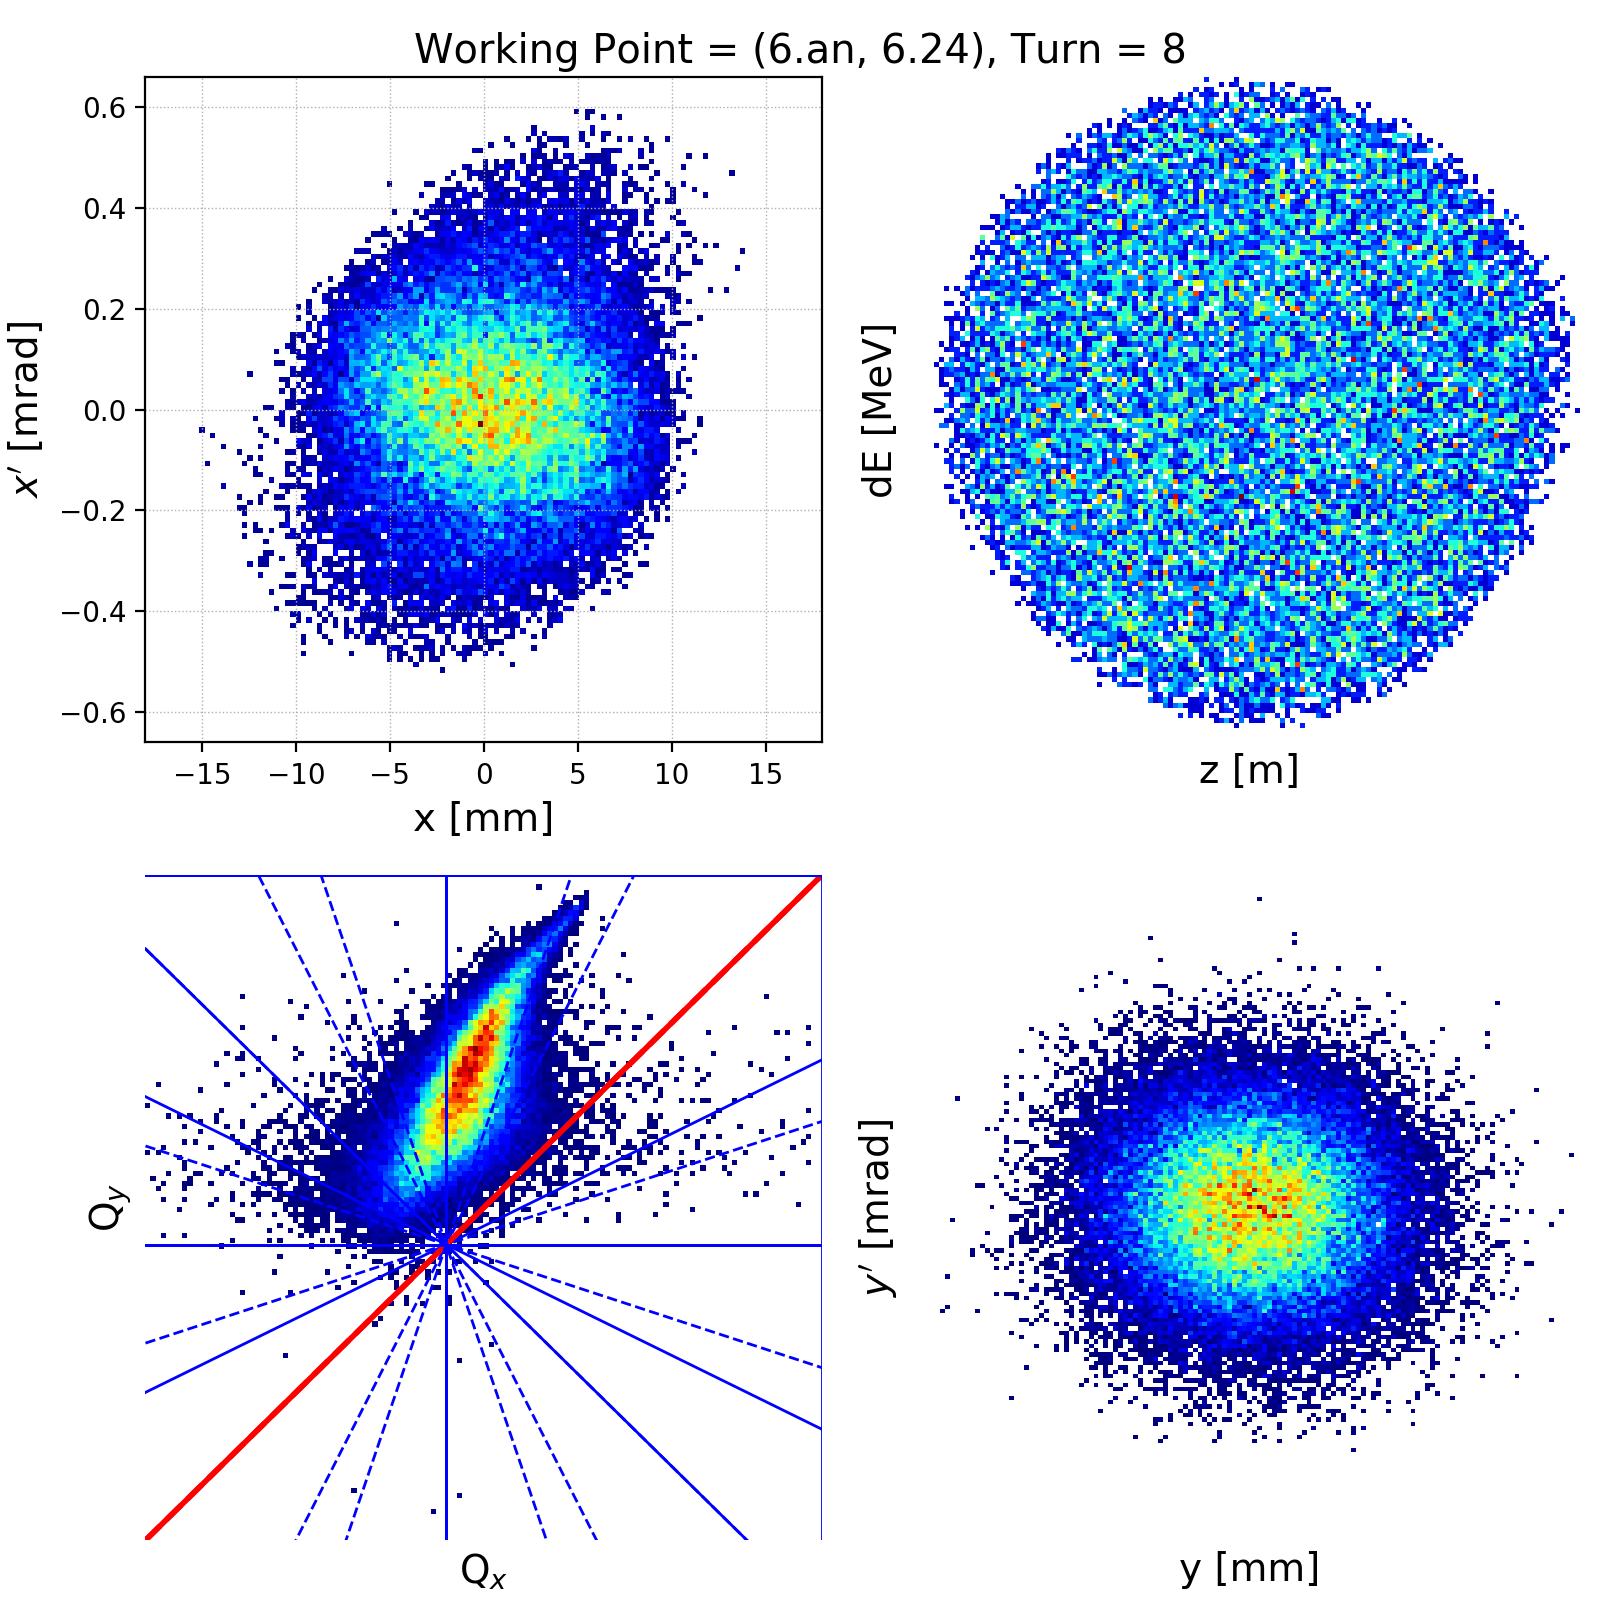 Working Point = (6.an, 6.24), Turn = 8
0.6
0.4
0.2
0.0
−0.2
−0.4
−0.6
x′ [mrad]
−15 −10 −5 0 5 10 15
x [mm]
dE [MeV]
z [m]
Qy
Qx
y′ [mrad]
y [mm]